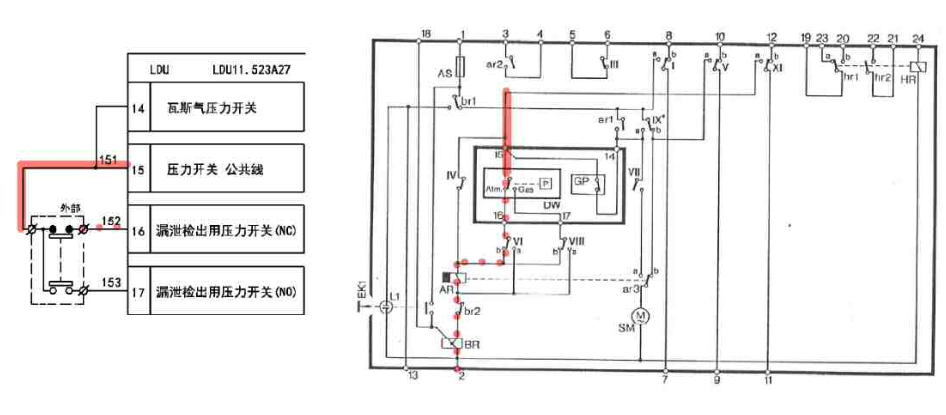 LDU LDU11.523A27
14 瓦斯气压力开关
151
15 压力开关 公共线
外部
152
16 漏泄检出用压力开关(NC)
153
17 漏泄检出用压力开关(NO)
18 1 3 4 5 6 8 10 12 19 23 20 22 21 24
ar2 III a b I a b V a b XI a b hr1 hr2 HR
AS
br1
ar1 IX* a b
15 14
IV Atm. Gas P GP VII
DW
16 17
b VI a b VIII a
AR a b
ar3
EK1 L1 br2 M
SM
BR
13 2 7 9 11